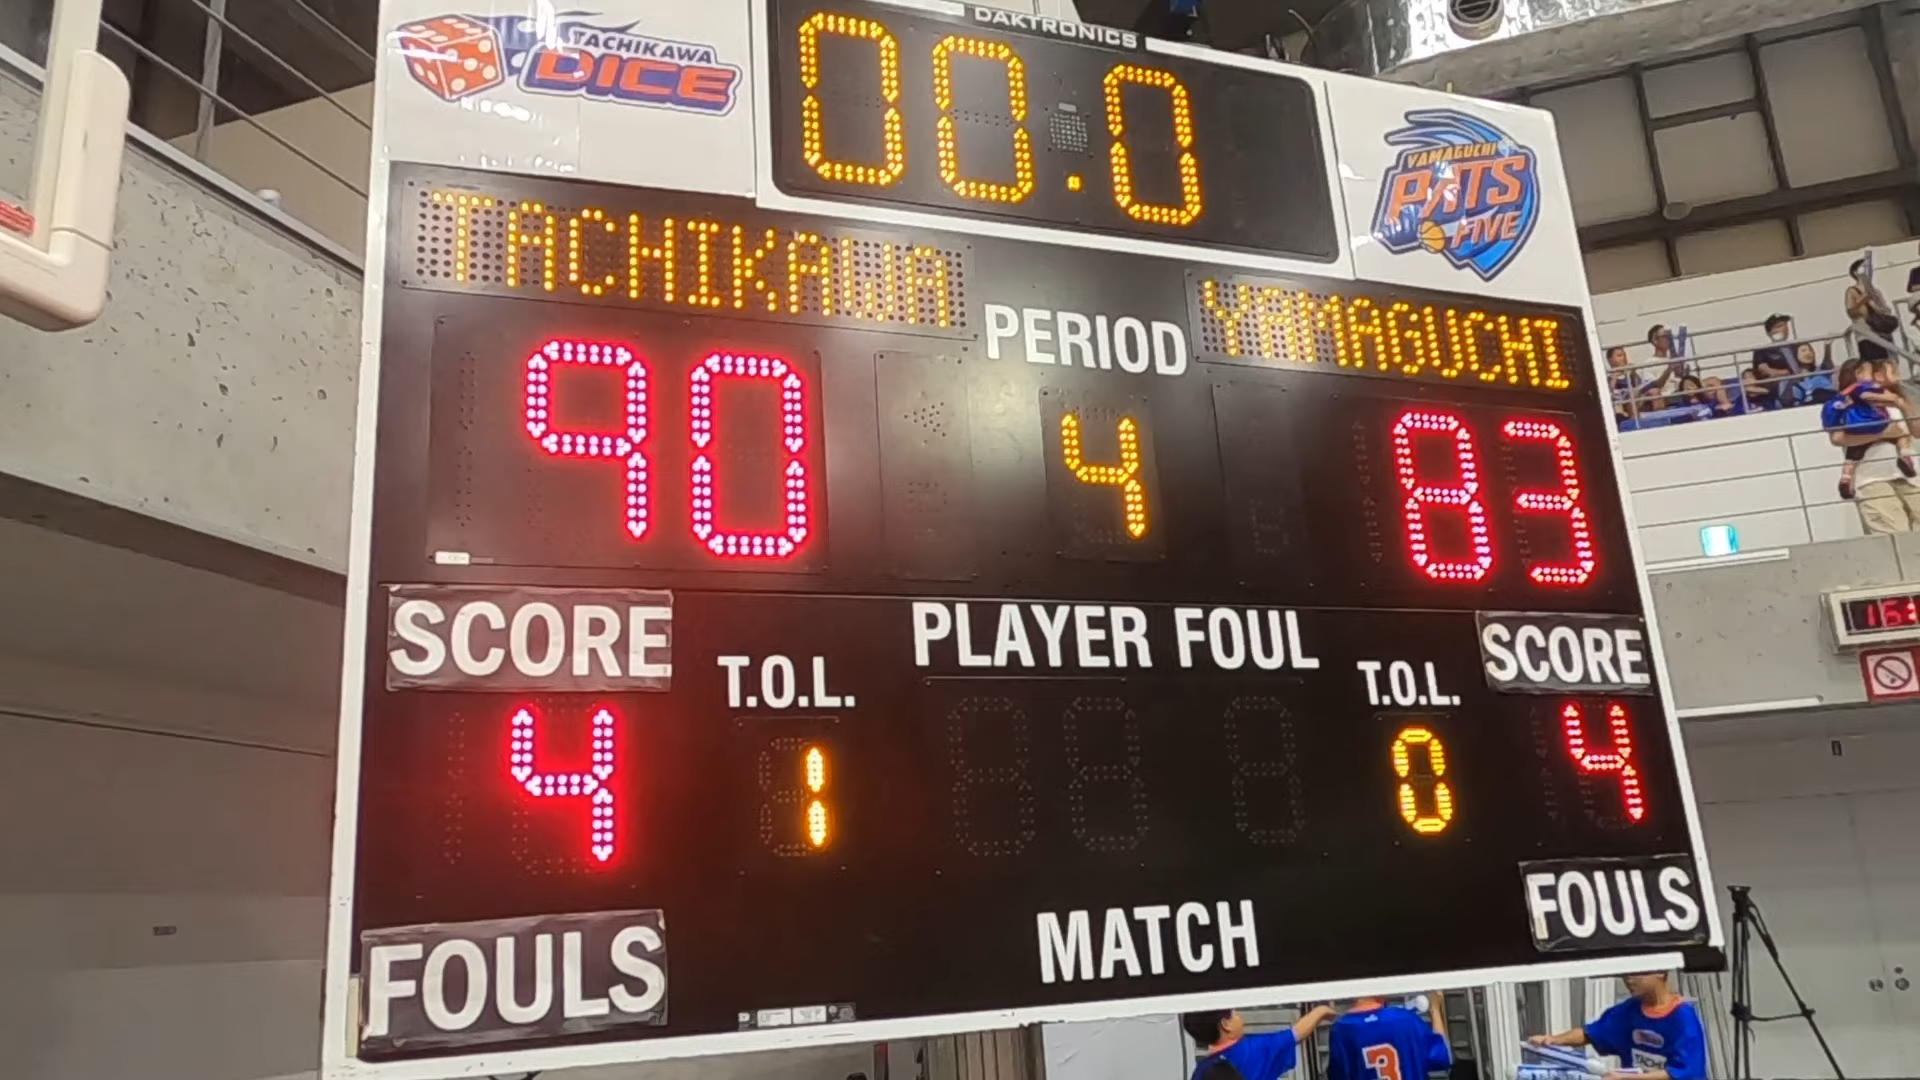 DAKTRONICS
TACHIKAWA
DICE
00.0
YAMAGUCHI
PATS
FIVE
TACHIKAWA
PERIOD
YAMAGUCHI
90
4
83
SCORE
T.O.L.
PLAYER FOUL
T.O.L.
SCORE
4
1
0
4
FOULS
MATCH
FOULS
3